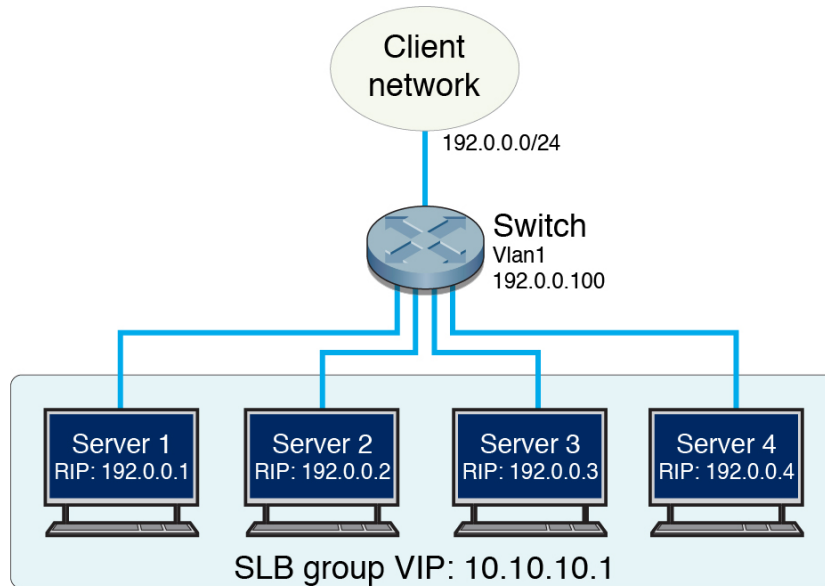 Client
network
192.0.0.0/24
Switch
Vlan1
192.0.0.100
Server 1
RIP: 192.0.0.1
Server 2
RIP: 192.0.0.2
Server 3
RIP: 192.0.0.3
Server 4
RIP: 192.0.0.4
SLB group VIP: 10.10.10.1